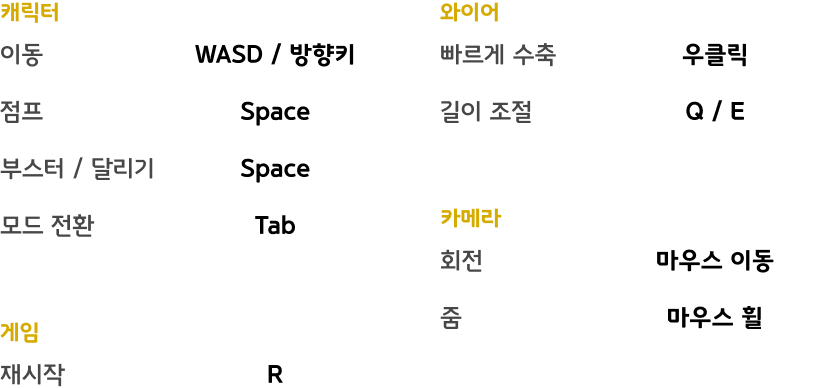 캐릭터
이동 WASD / 방향키
점프 Space
부스터 / 달리기 Space
모드 전환 Tab
게임
재시작 R
와이어
빠르게 수축 우클릭
길이 조절 Q / E
카메라
회전 마우스 이동
줌 마우스 휠